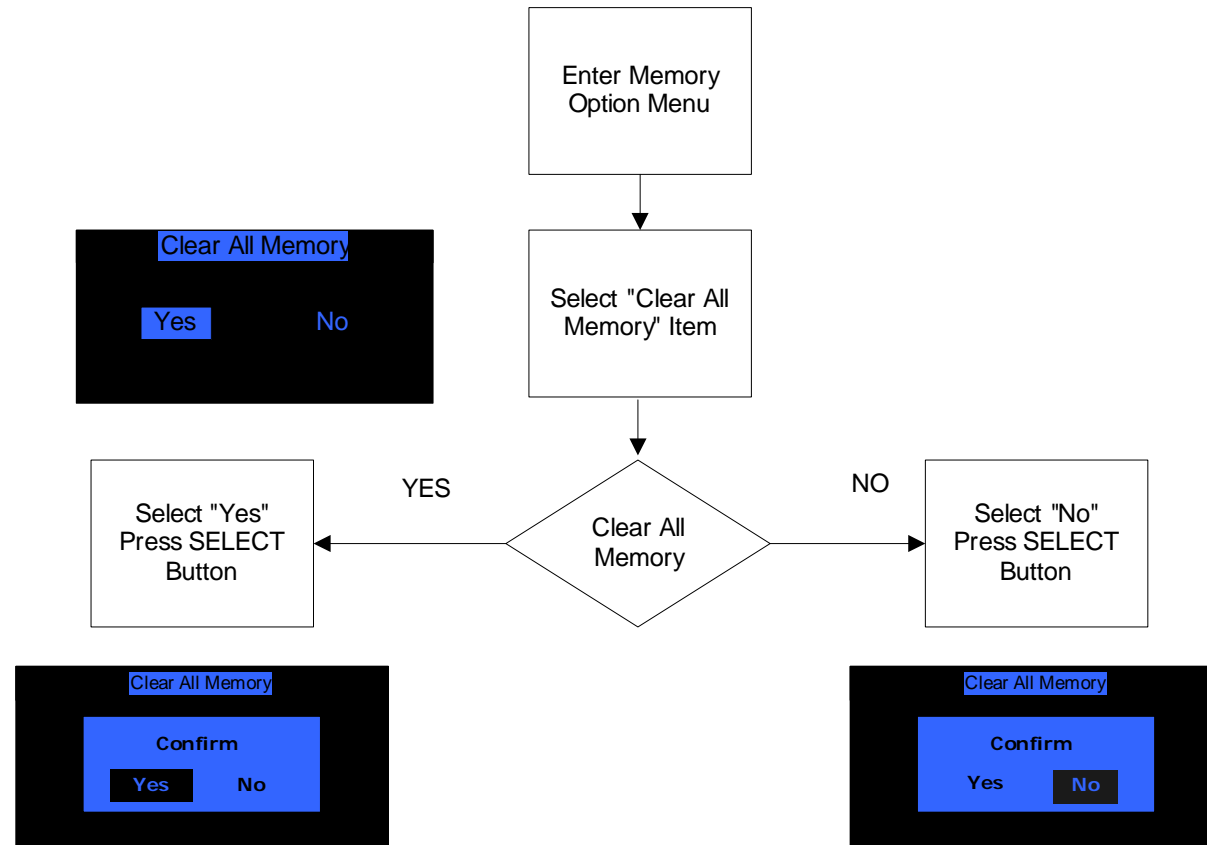 Enter Memory
Option Menu
Clear All Memory
Yes No
Select "Clear All
Memory" Item
YES
NO
Select "Yes"
Press SELECT
Button
Clear All
Memory
Select "No"
Press SELECT
Button
Clear All Memory
Confirm
Yes No
Clear All Memory
Confirm
Yes No